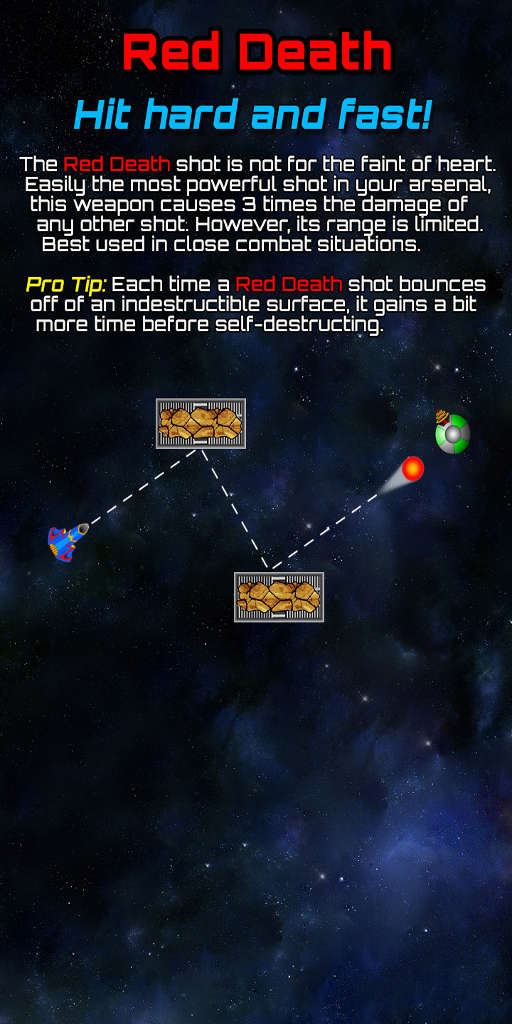 Red Death
Hit hard and fast!
The Red Death shot is not for the faint of heart.
Easily the most powerful shot in your arsenal,
this weapon causes 3 times the damage of
any other shot. However, its range is limited.
Best used in close combat situations.
Pro Tip: Each time a Red Death shot bounces
off of an indestructible surface, it gains a bit
more time before self-destructing.